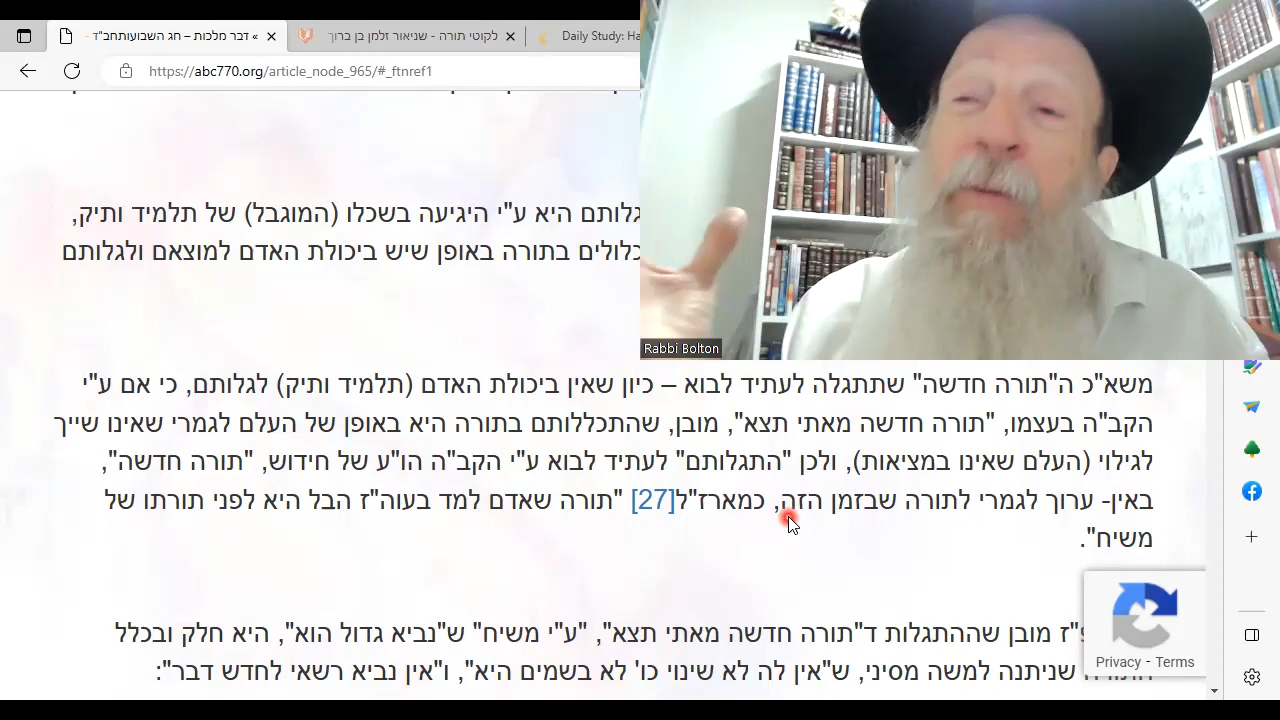 » דבר מלכות – חג השבועותחב"ד -
לקוטי תורה - שניאור זלמן בן ברוך
Daily Study: Ha
https://abc770.org/article_node_965/#_ftnref1
גלותם היא ע"י היגיעה בשכלו (המוגבל) של תלמיד ותיק,
כלולים בתורה באופן שיש ביכולת האדם למוצאם ולגלותם
Rabbi Bolton
משא"כ ה"תורה חדשה" שתתגלה לעתיד לבוא – כיון שאין ביכולת האדם (תלמיד ותיק) לגלותם, כי אם ע"י
הקב"ה בעצמו, "תורה חדשה מאתי תצא", מובן, שהתכללותם בתורה היא באופן של העלם לגמרי שאינו שייך
לגילוי (העלם שאינו במציאות), ולכן "התגלותם" לעתיד לבוא ע"י הקב"ה הו"ע של חידוש, "תורה חדשה",
באין- ערוך לגמרי לתורה שבזמן הזה, כמארז"ל[27] "תורה שאדם למד בעוה"ז הבל היא לפני תורתו של
משיח".
פ"ז מובן שההתגלות ד"תורה חדשה מאתי תצא", "ע"י משיח" ש"נביא גדול הוא", היא חלק ובכלל
שניתנה למשה מסיני, ש"אין לה לא שינוי כו' לא בשמים היא", ו"אין נביא רשאי לחדש דבר":
Privacy - Terms